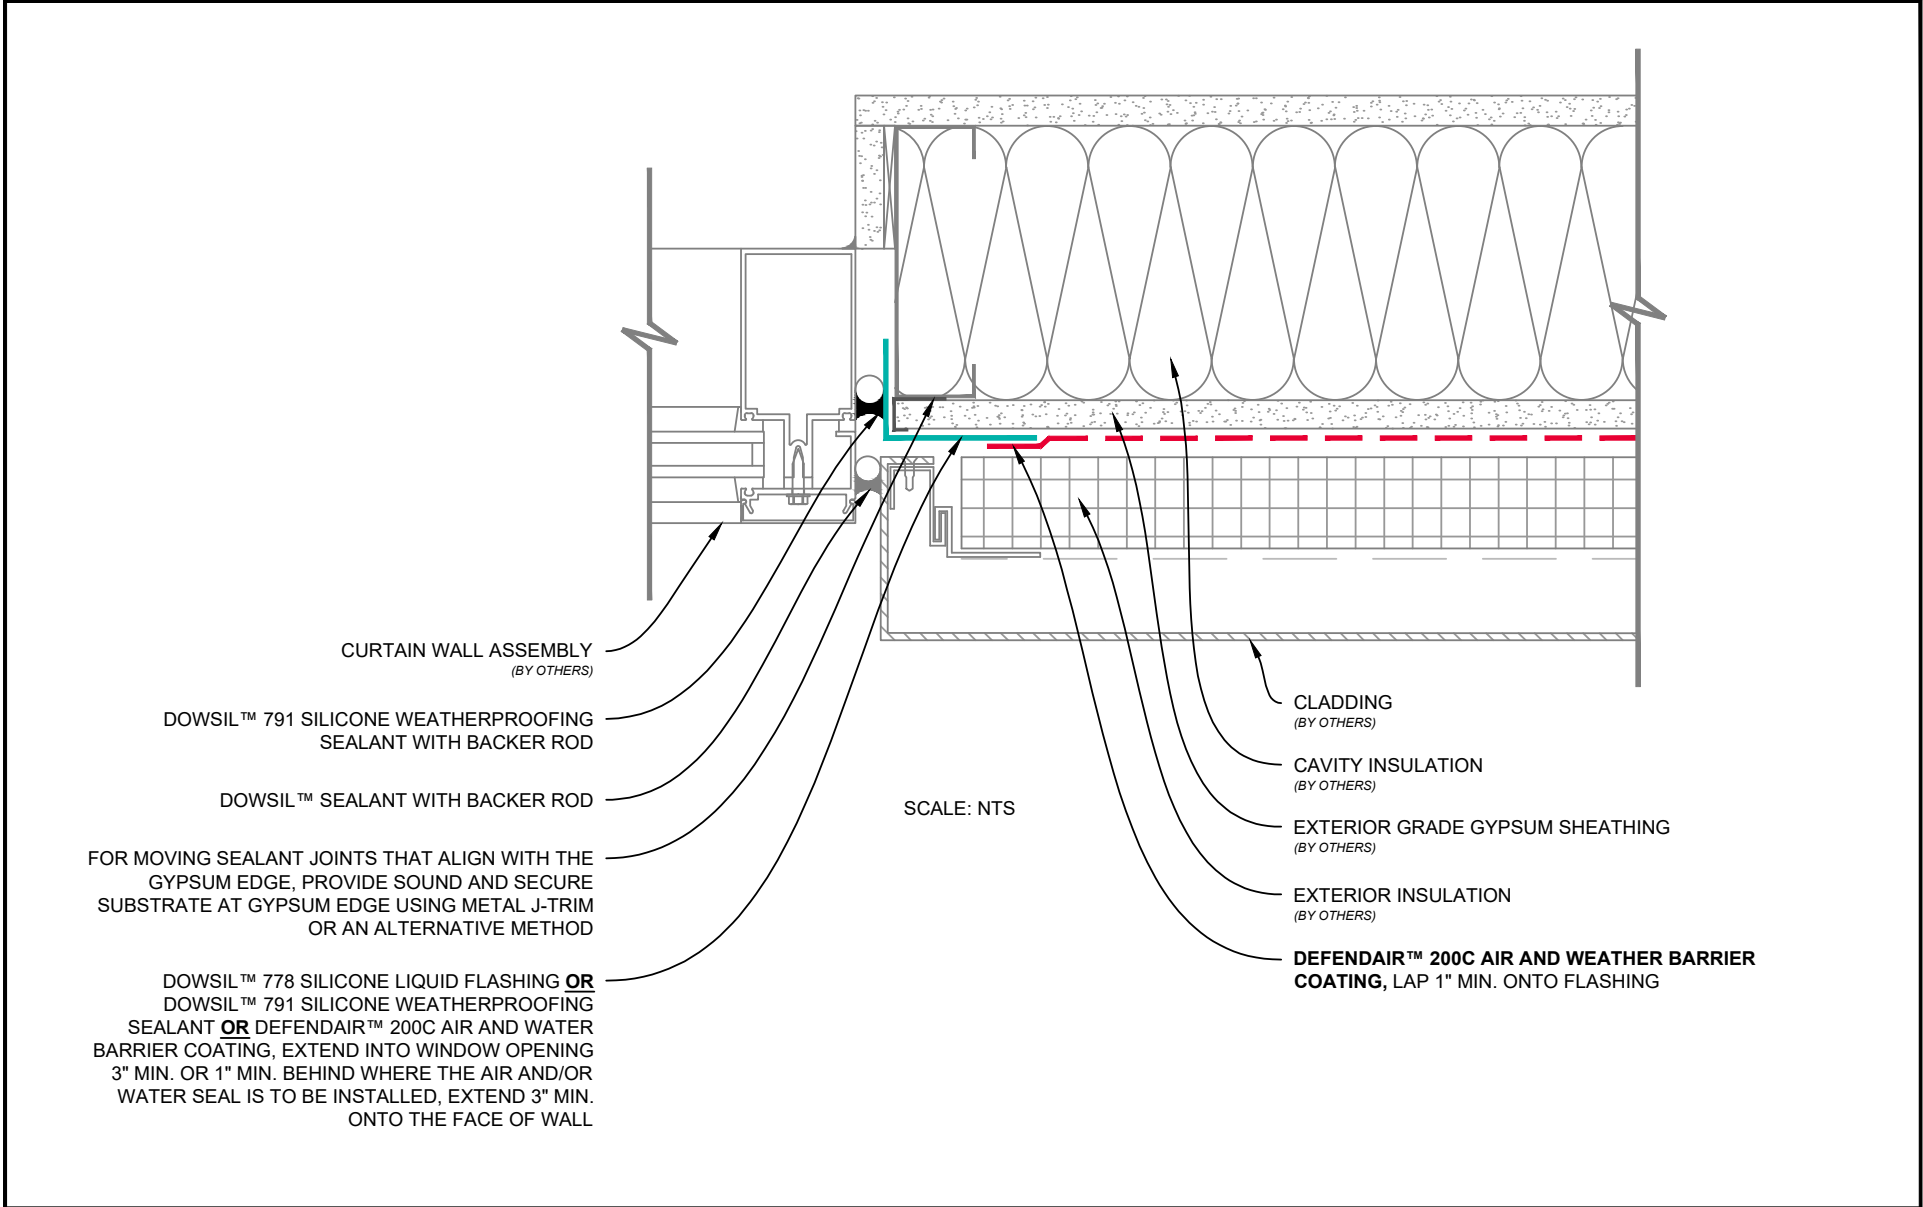 CURTAIN WALL ASSEMBLY
(BY OTHERS)
DOWSIL™ 791 SILICONE WEATHERPROOFING
SEALANT WITH BACKER ROD
DOWSIL™ SEALANT WITH BACKER ROD
FOR MOVING SEALANT JOINTS THAT ALIGN WITH THE
GYPSUM EDGE, PROVIDE SOUND AND SECURE
SUBSTRATE AT GYPSUM EDGE USING METAL J-TRIM
OR AN ALTERNATIVE METHOD
DOWSIL™ 778 SILICONE LIQUID FLASHING OR
DOWSIL™ 791 SILICONE WEATHERPROOFING
SEALANT OR DEFENDAIR™ 200C AIR AND WATER
BARRIER COATING, EXTEND INTO WINDOW OPENING
3" MIN. OR 1" MIN. BEHIND WHERE THE AIR AND/OR
WATER SEAL IS TO BE INSTALLED, EXTEND 3" MIN.
ONTO THE FACE OF WALL
SCALE: NTS
CLADDING
(BY OTHERS)
CAVITY INSULATION
(BY OTHERS)
EXTERIOR GRADE GYPSUM SHEATHING
(BY OTHERS)
EXTERIOR INSULATION
(BY OTHERS)
DEFENDAIR™ 200C AIR AND WEATHER BARRIER
COATING, LAP 1" MIN. ONTO FLASHING